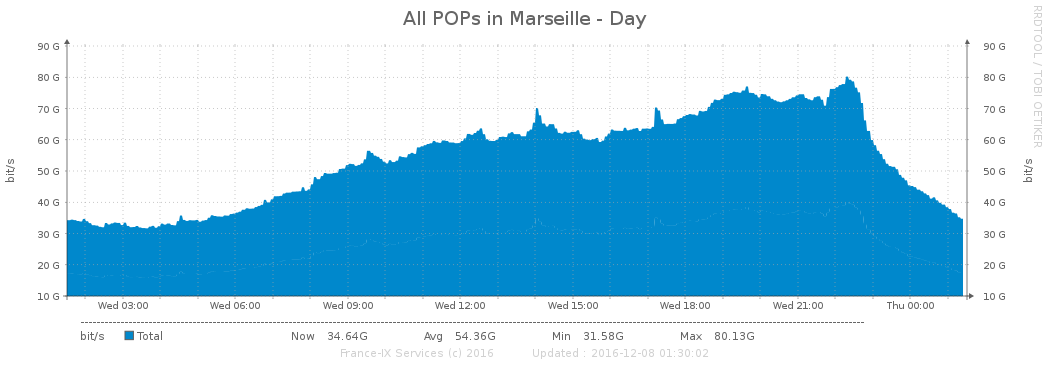 All POPs in Marseille - Day
RRDTOOL / TOBI OETIKER
90 G 90 G
80 G 80 G
70 G 70 G
60 G 60 G
50 G 50 G
40 G 40 G
30 G 30 G
20 G 20 G
10 G 10 G
bit/s bit/s
Wed 03:00 Wed 06:00 Wed 09:00 Wed 12:00 Wed 15:00 Wed 18:00 Wed 21:00 Thu 00:00
bit/s Total Now 34.64G Avg 54.36G Min 31.58G Max 80.13G
France-IX Services (c) 2016 Updated : 2016-12-08 01:30:02